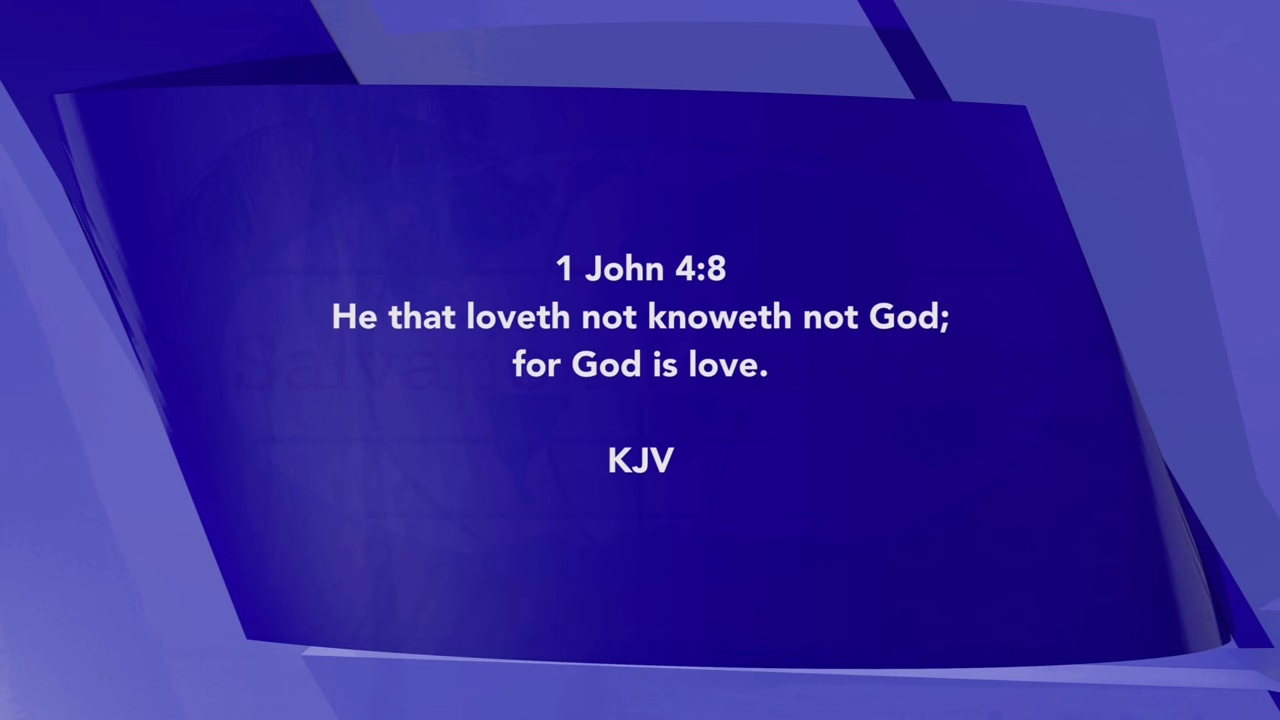 1 John 4:8
He that loveth not knoweth not God;
for God is love.
KJV